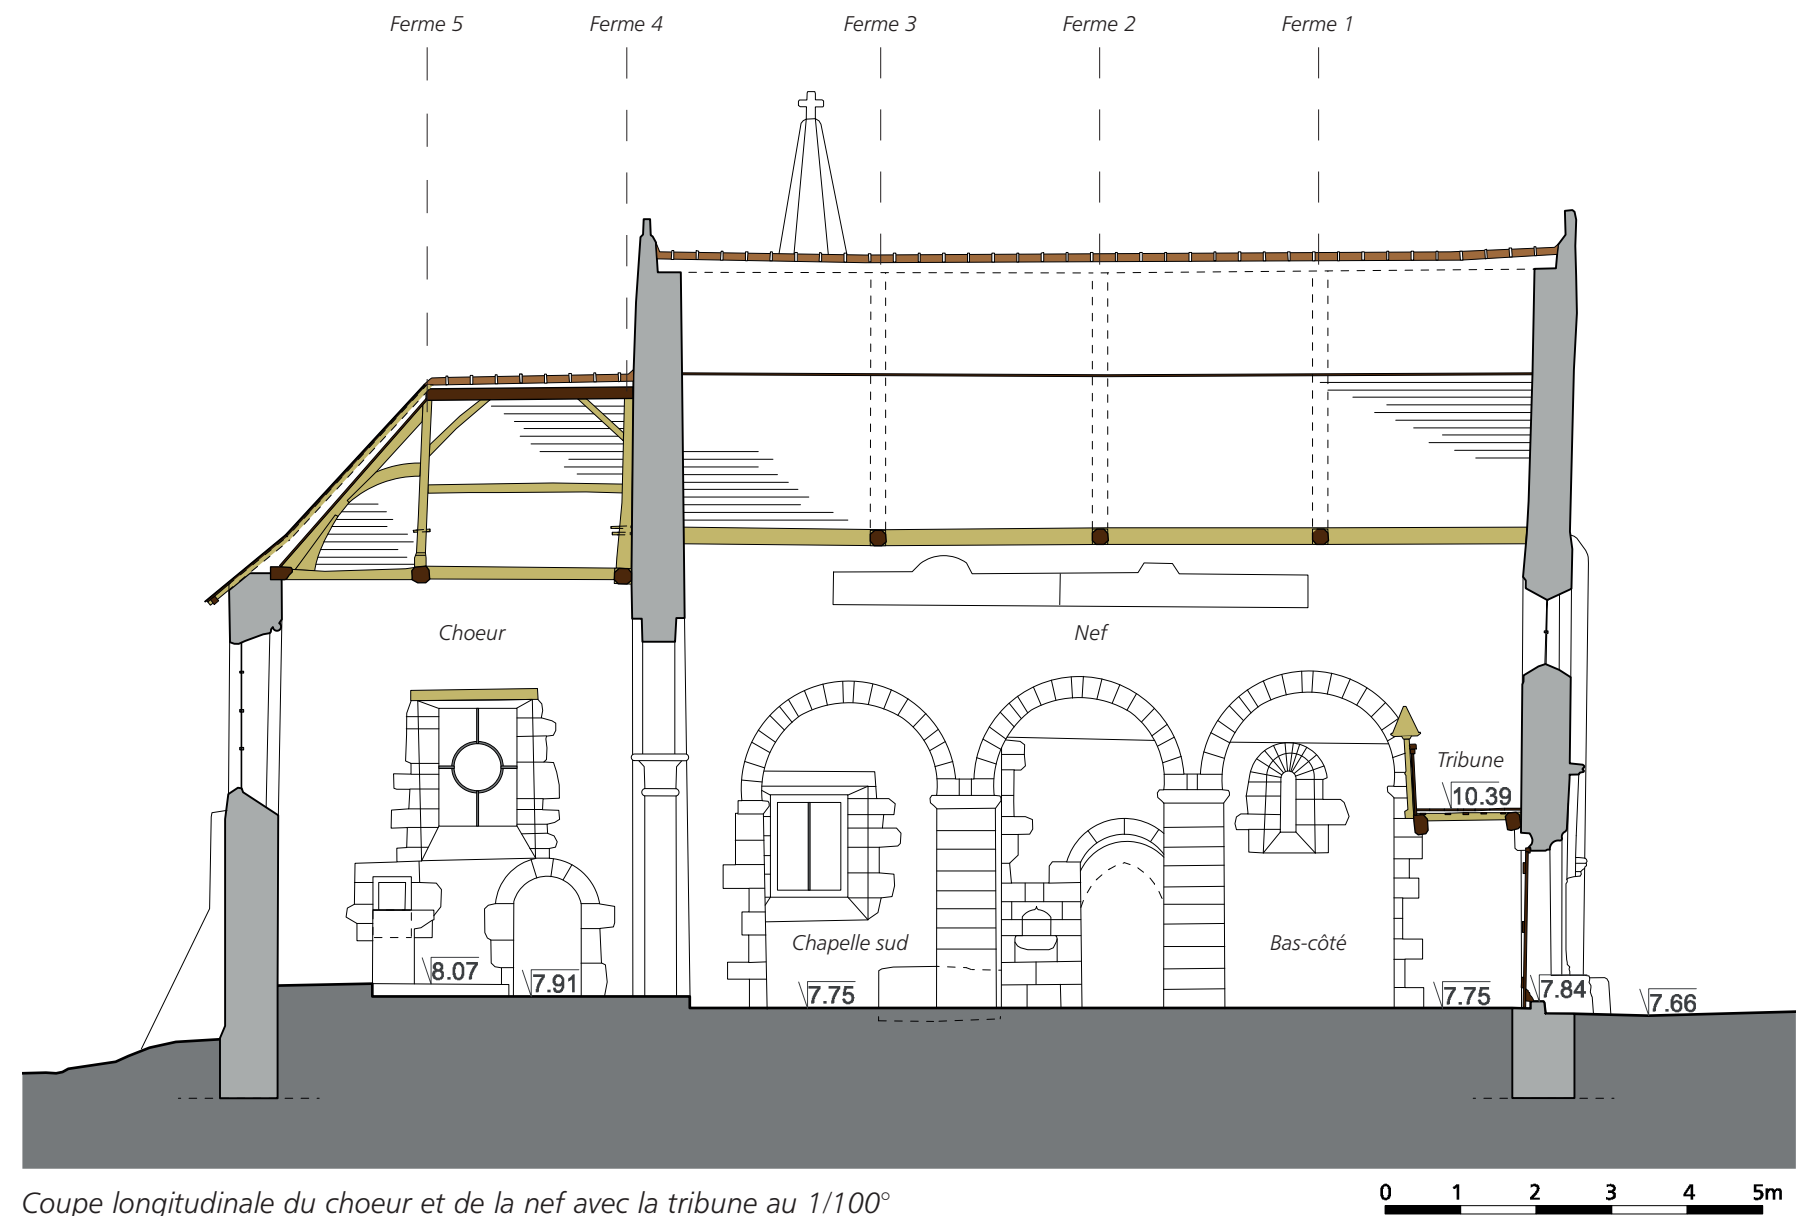 Ferme 5 Ferme 4 Ferme 3 Ferme 2 Ferme 1
Choeur Nef
Tribune
10.39
Chapelle sud Bas-côté
8.07 7.91 7.75 7.75 7.84 7.66
0 1 2 3 4 5m
Coupe longitudinale du choeur et de la nef avec la tribune au 1/100°